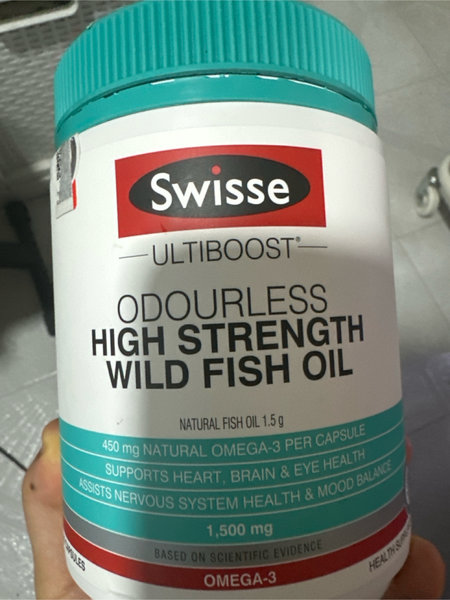 Swisse
ULTIBOOST®
ODOURLESS
HIGH STRENGTH
WILD FISH OIL
NATURAL FISH OIL 1.5 g
450 mg NATURAL OMEGA-3 PER CAPSULE
SUPPORTS HEART, BRAIN & EYE HEALTH
ASSISTS NERVOUS SYSTEM HEALTH & MOOD BALANCE
1,500 mg
BASED ON SCIENTIFIC EVIDENCE
OMEGA-3